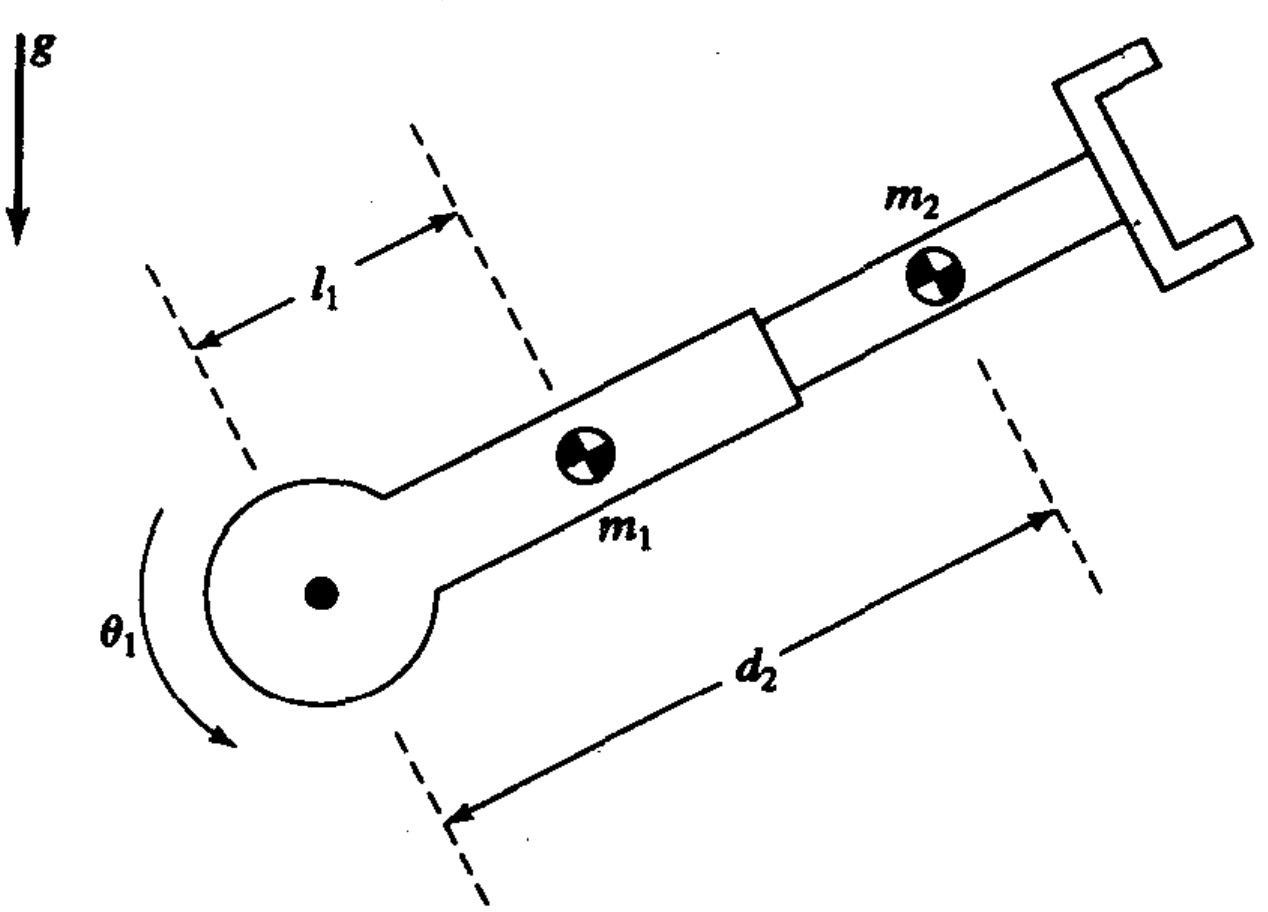 g
l₁
m₂
m₁
θ₁
d₂